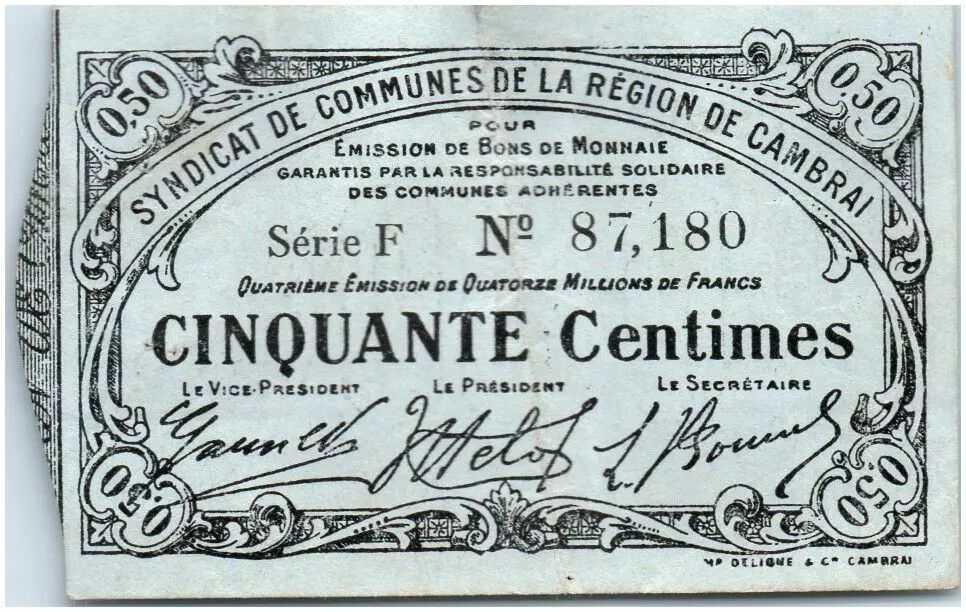 0,50 0,50
SYNDICAT DE COMMUNES DE LA RÉGION DE CAMBRAI
POUR
ÉMISSION DE BONS DE MONNAIE
GARANTIS PAR LA RESPONSABILITÉ SOLIDAIRE
DES COMMUNES ADHÉRENTES
Série F Nº 87,180
QUATRIÈME ÉMISSION DE QUATORZE MILLIONS DE FRANCS
CINQUANTE Centimes
LE VICE-PRÉSIDENT LE PRÉSIDENT LE SECRÉTAIRE
0,50 0,50
DELIGNE & Cie CAMBRAI